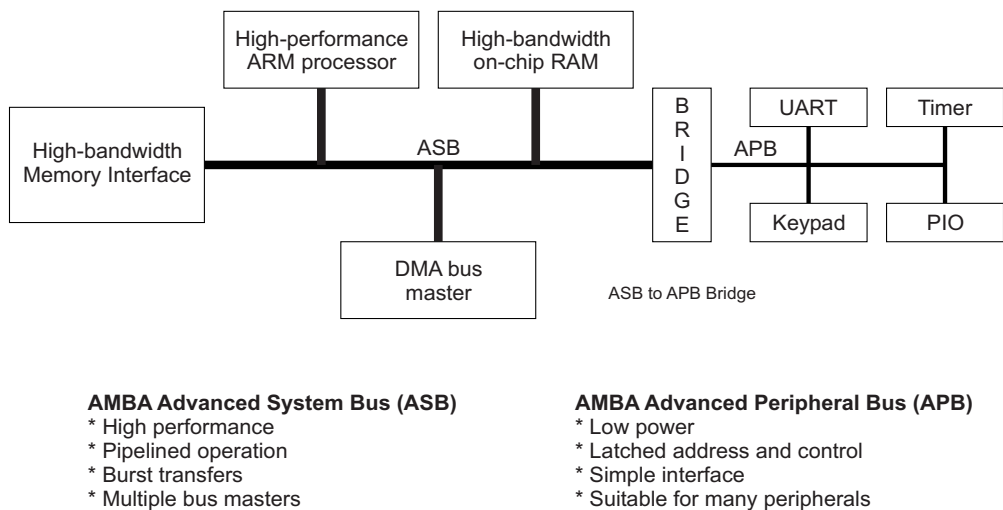 High-performance
ARM processor
High-bandwidth
on-chip RAM
High-bandwidth
Memory Interface
ASB
B
R
I
D
G
E
APB
UART
Timer
Keypad
PIO
DMA bus
master
ASB to APB Bridge
AMBA Advanced System Bus (ASB)
* High performance
* Pipelined operation
* Burst transfers
* Multiple bus masters
AMBA Advanced Peripheral Bus (APB)
* Low power
* Latched address and control
* Simple interface
* Suitable for many peripherals